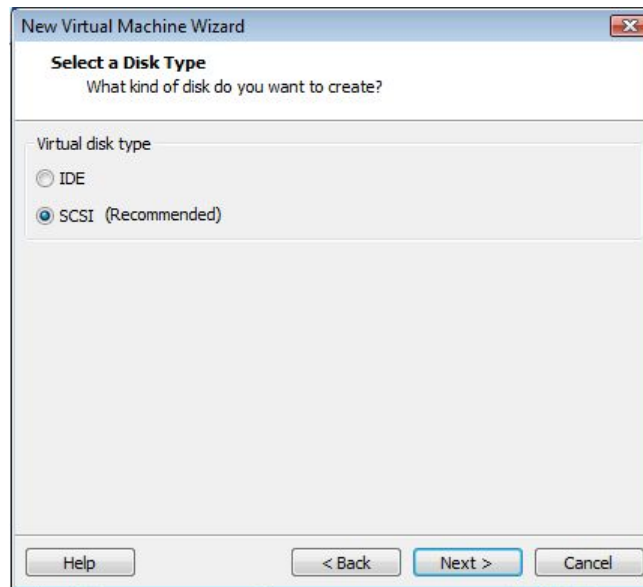 New Virtual Machine Wizard
Select a Disk Type
What kind of disk do you want to create?
Virtual disk type
IDE
SCSI (Recommended)
Help < Back Next > Cancel